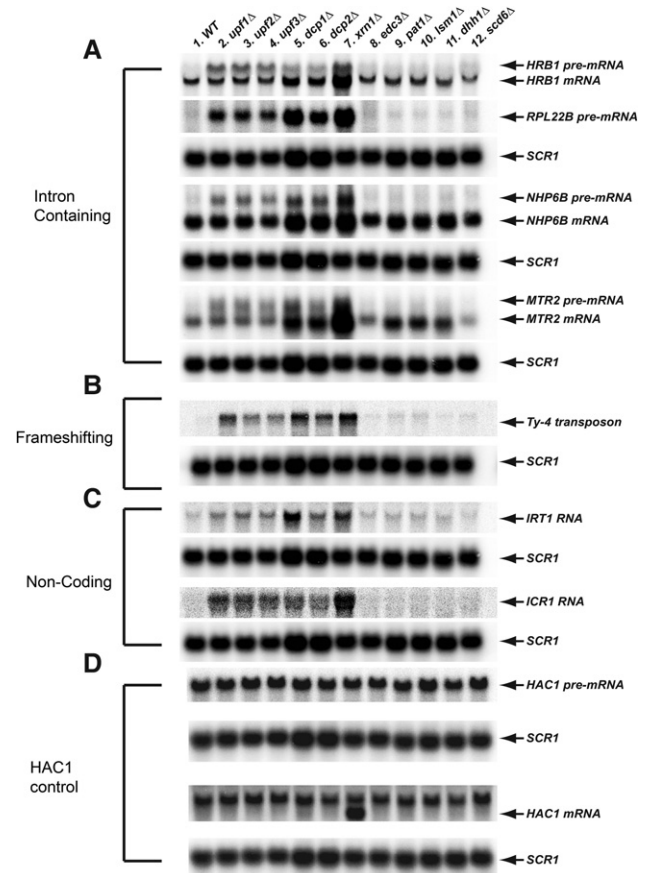 1. WT
2. upf1Δ
3. upf2Δ
4. upf3Δ
5. dcp1Δ
6. dcp2Δ
7. xrn1Δ
8. edc3Δ
9. pat1Δ
10. lsm1Δ
11. dhh1Δ
12. scd6Δ
A
HRB1 pre-mRNA
HRB1 mRNA
RPL22B pre-mRNA
SCR1
Intron
Containing
NHP6B pre-mRNA
NHP6B mRNA
SCR1
MTR2 pre-mRNA
MTR2 mRNA
SCR1
B
Frameshifting
Ty-4 transposon
SCR1
C
IRT1 RNA
SCR1
Non-Coding
ICR1 RNA
SCR1
D
HAC1 pre-mRNA
SCR1
HAC1
control
HAC1 mRNA
SCR1